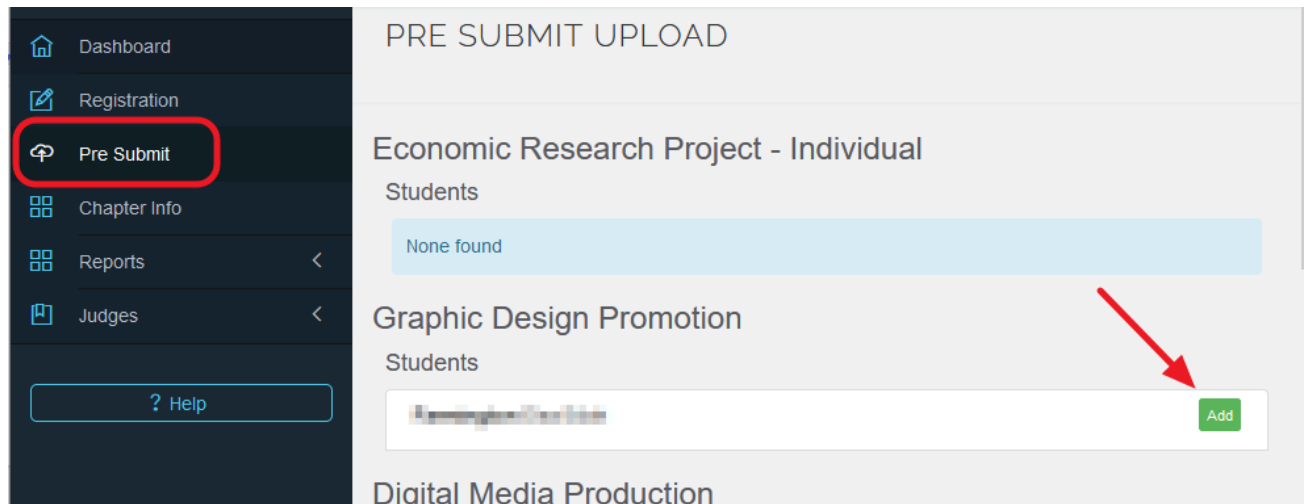 Dashboard
Registration
Pre Submit
Chapter Info
Reports
Judges
? Help
PRE SUBMIT UPLOAD
Economic Research Project - Individual
Students
None found
Graphic Design Promotion
Students
Add
Digital Media Production